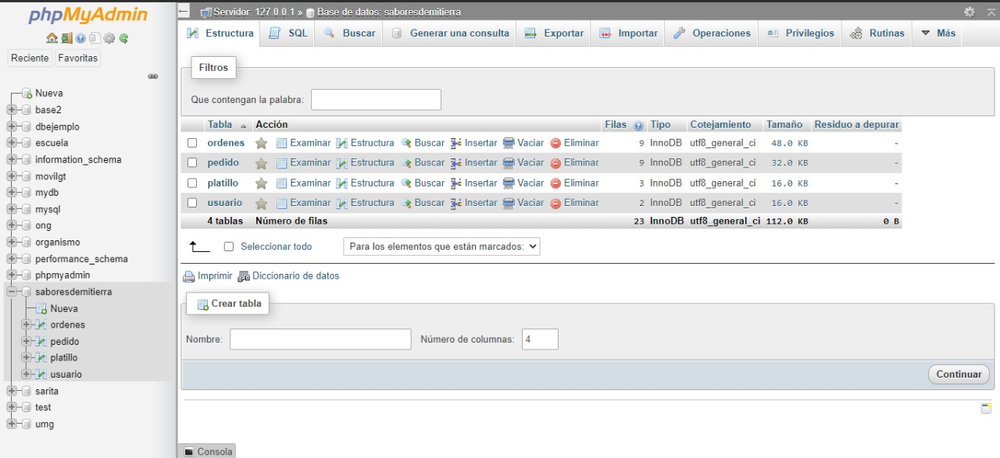 phpMyAdmin
Reciente Favoritas
Nueva
base2
dbejemplo
escuela
information_schema
movilgt
mydb
mysql
ong
organismo
performance_schema
phpmyadmin
saboresdemitierra
Nueva
ordenes
pedido
platillo
usuario
sarita
test
umg
Servidor: 127.0.0.1 » Base de datos: saboresdemitierra
Estructura SQL Buscar Generar una consulta Exportar Importar Operaciones Privilegios Rutinas Más
Filtros
Que contengan la palabra:
Tabla Acción Filas Tipo Cotejamiento Tamaño Residuo a depurar
ordenes Examinar Estructura Buscar Insertar Vaciar Eliminar 9 InnoDB utf8_general_ci 48.0 KB -
pedido Examinar Estructura Buscar Insertar Vaciar Eliminar 9 InnoDB utf8_general_ci 32.0 KB -
platillo Examinar Estructura Buscar Insertar Vaciar Eliminar 3 InnoDB utf8_general_ci 16.0 KB -
usuario Examinar Estructura Buscar Insertar Vaciar Eliminar 2 InnoDB utf8_general_ci 16.0 KB -
4 tablas Número de filas 23 InnoDB utf8_general_ci 112.0 KB 0 B
Seleccionar todo Para los elementos que están marcados:
Imprimir Diccionario de datos
Crear tabla
Nombre: Número de columnas: 4
Continuar
Consola